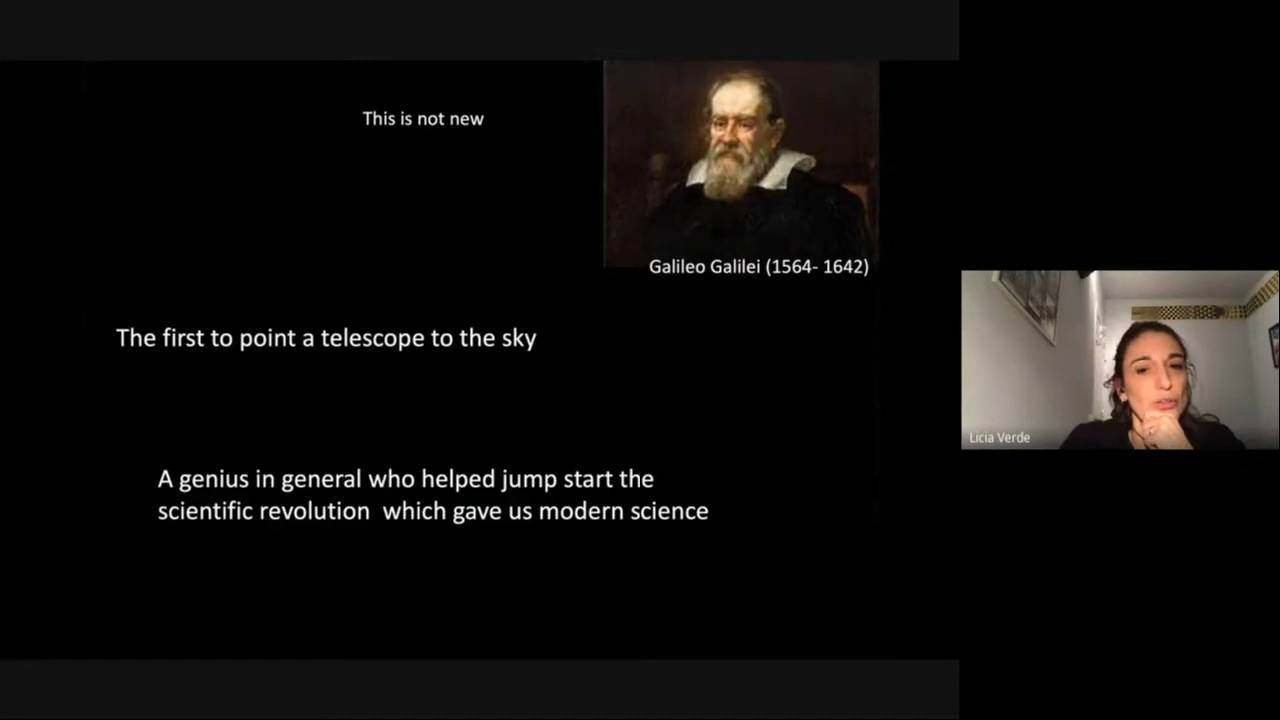 This is not new
Galileo Galilei (1564- 1642)
The first to point a telescope to the sky
A genius in general who helped jump start the
scientific revolution  which gave us modern science
Licia Verde